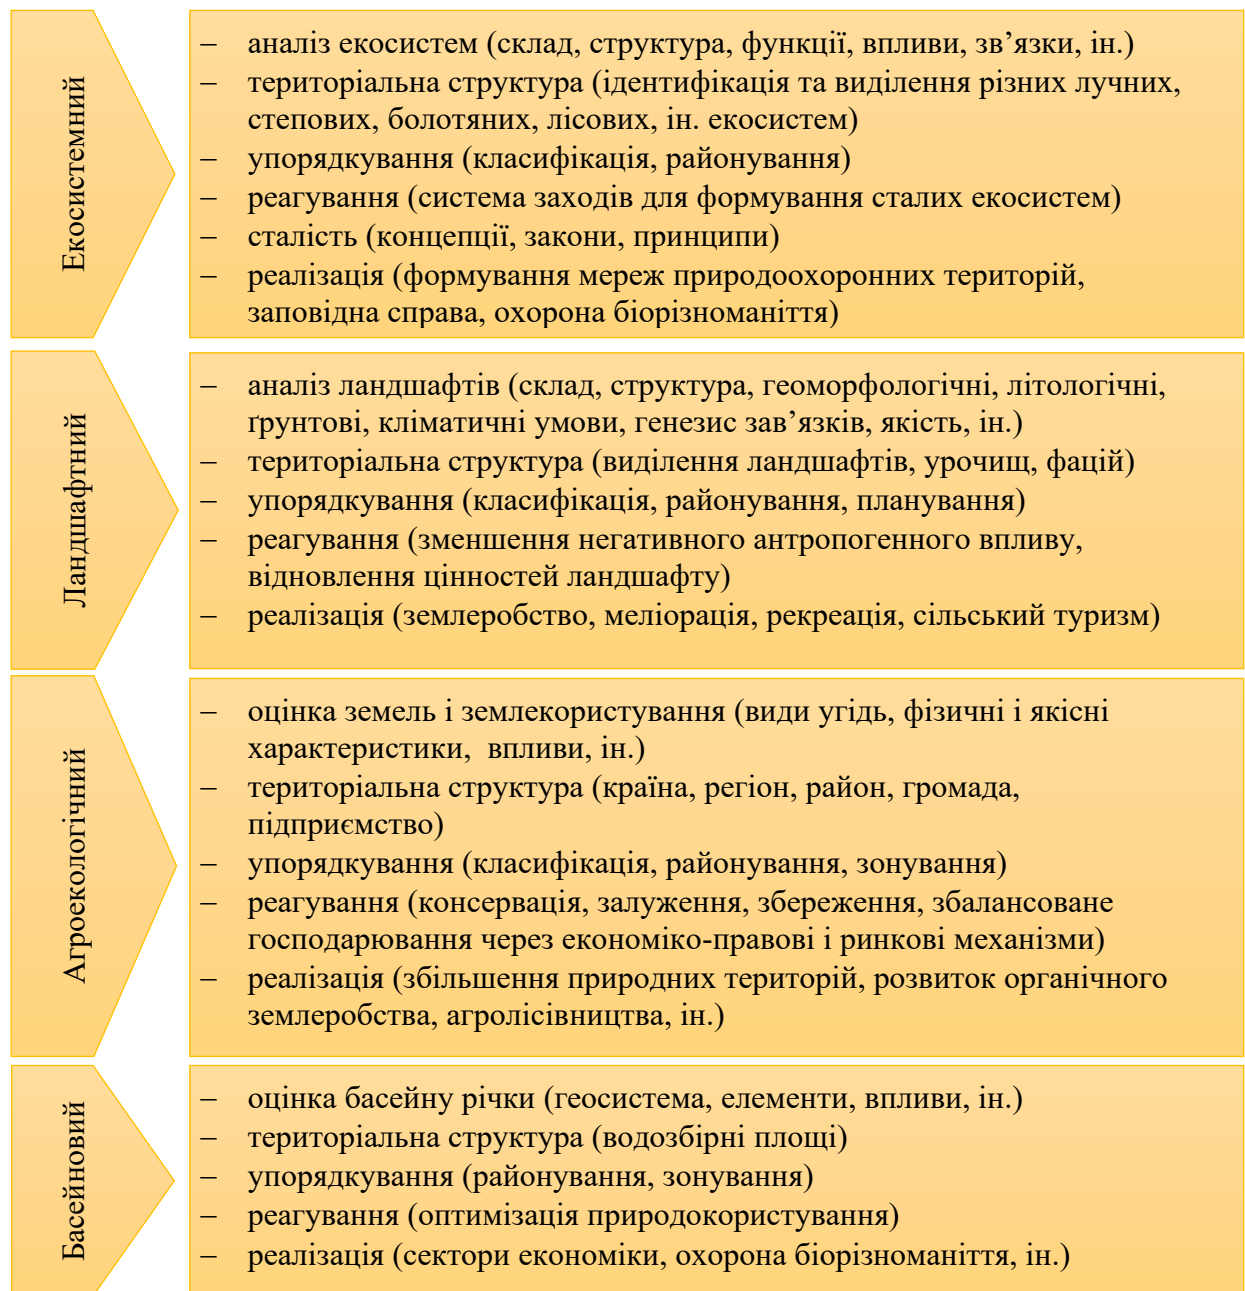 Екосистемний
– аналіз екосистем (склад, структура, функції, впливи, зв’язки, ін.)
– територіальна структура (ідентифікація та виділення різних лучних,
степових, болотяних, лісових, ін. екосистем)
– упорядкування (класифікація, районування)
– реагування (система заходів для формування сталих екосистем)
– сталість (концепції, закони, принципи)
– реалізація (формування мереж природоохоронних територій,
заповідна справа, охорона біорізноманіття)
Ландшафтний
– аналіз ландшафтів (склад, структура, геоморфологічні, літологічні,
ґрунтові, кліматичні умови, генезис зав’язків, якість, ін.)
– територіальна структура (виділення ландшафтів, урочищ, фацій)
– упорядкування (класифікація, районування, планування)
– реагування (зменшення негативного антропогенного впливу,
відновлення цінностей ландшафту)
– реалізація (землеробство, меліорація, рекреація, сільський туризм)
Агроекологічний
– оцінка земель і землекористування (види угідь, фізичні і якісні
характеристики, впливи, ін.)
– територіальна структура (країна, регіон, район, громада,
підприємство)
– упорядкування (класифікація, районування, зонування)
– реагування (консервація, залуження, збереження, збалансоване
господарювання через економіко-правові і ринкові механізми)
– реалізація (збільшення природних територій, розвиток органічного
землеробства, агролісівництва, ін.)
Басейновий
– оцінка басейну річки (геосистема, елементи, впливи, ін.)
– територіальна структура (водозбірні площі)
– упорядкування (районування, зонування)
– реагування (оптимізація природокористування)
– реалізація (сектори економіки, охорона біорізноманіття, ін.)